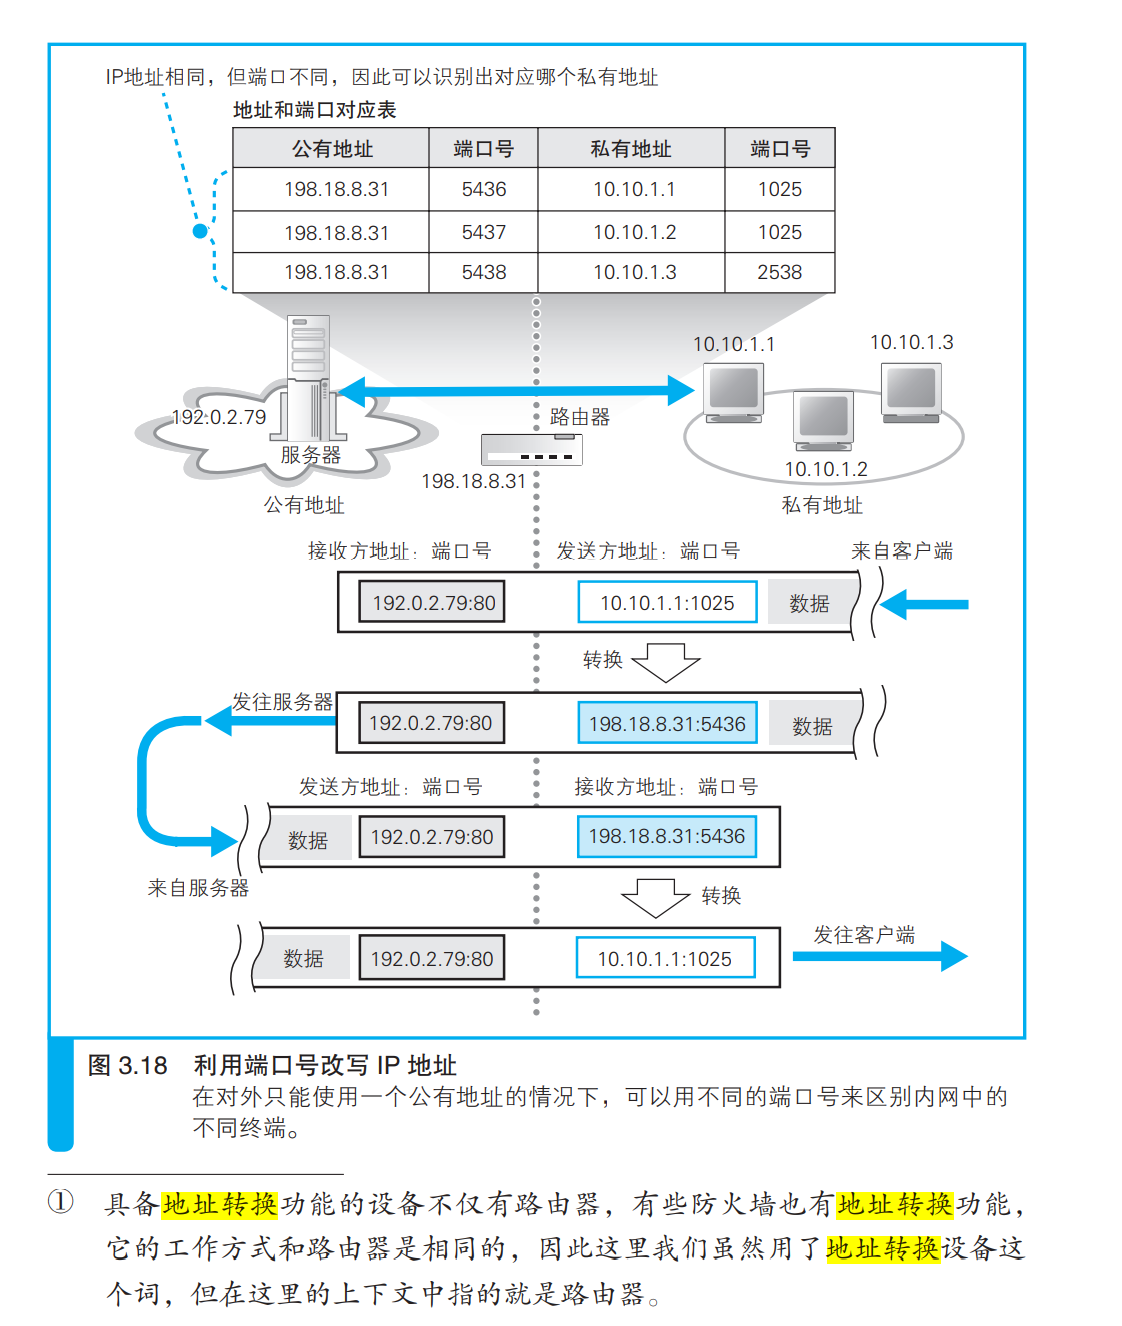 IP地址相同，但端口不同，因此可以识别出对应哪个私有地址
地址和端口对应表
公有地址 端口号 私有地址 端口号
198.18.8.31 5436 10.10.1.1 1025
198.18.8.31 5437 10.10.1.2 1025
198.18.8.31 5438 10.10.1.3 2538
10.10.1.1
10.10.1.3
192.0.2.79
路由器
服务器
10.10.1.2
198.18.8.31
公有地址
私有地址
接收方地址：端口号 发送方地址：端口号 来自客户端
192.0.2.79:80 10.10.1.1:1025 数据
转换
发往服务器
192.0.2.79:80 198.18.8.31:5436 数据
发送方地址：端口号 接收方地址：端口号
数据 192.0.2.79:80 198.18.8.31:5436
来自服务器
转换
发往客户端
数据 192.0.2.79:80 10.10.1.1:1025
图 3.18 利用端口号改写 IP 地址
在对外只能使用一个公有地址的情况下，可以用不同的端口号来区别内网中的
不同终端。
① 具备地址转换功能的设备不仅有路由器，有些防火墙也有地址转换功能，
它的工作方式和路由器是相同的，因此这里我们虽然用了地址转换设备这
个词，但在这里的上下文中指的就是路由器。